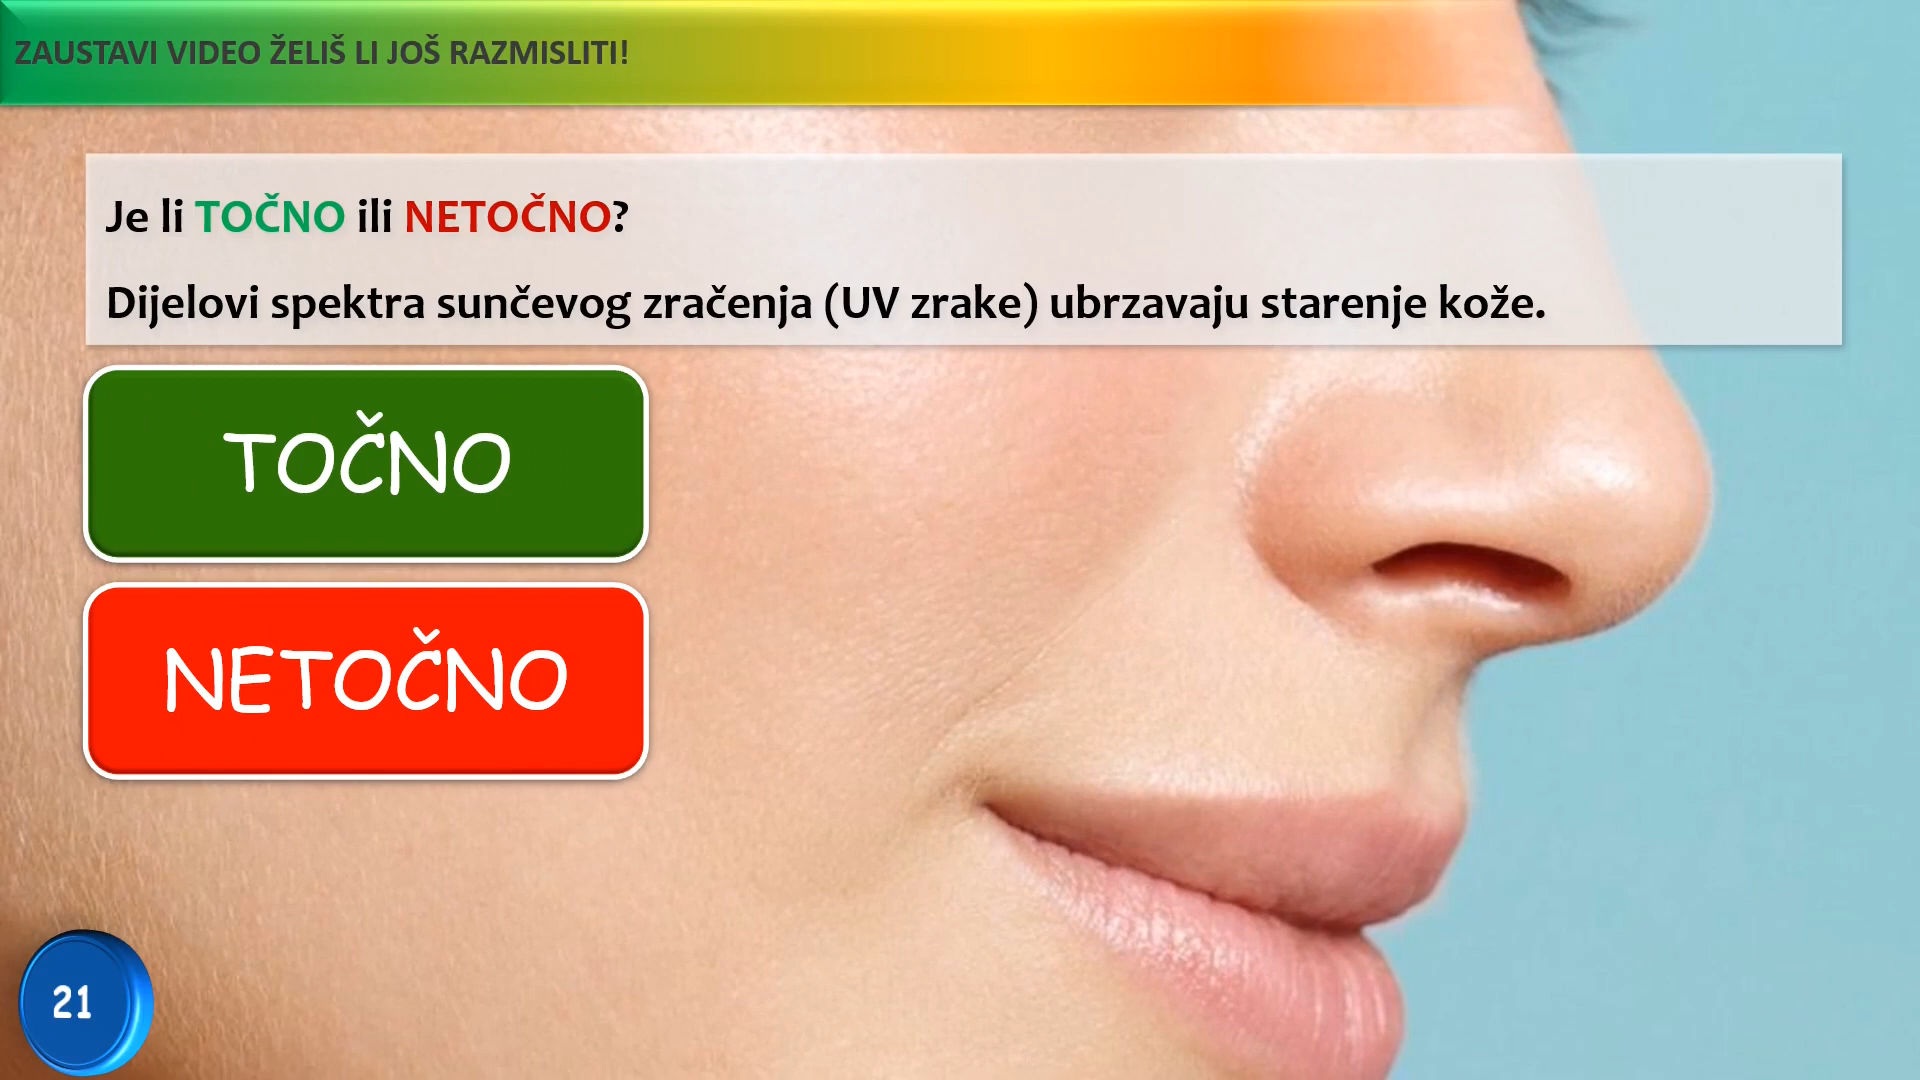 ZAUSTAVI VIDEO ŽELIŠ LI JOŠ RAZMISLITI!
Je li TOČNO ili NETOČNO?
Dijelovi spektra sunčevog zračenja (UV zrake) ubrzavaju starenje kože.
TOČNO
NETOČNO
21